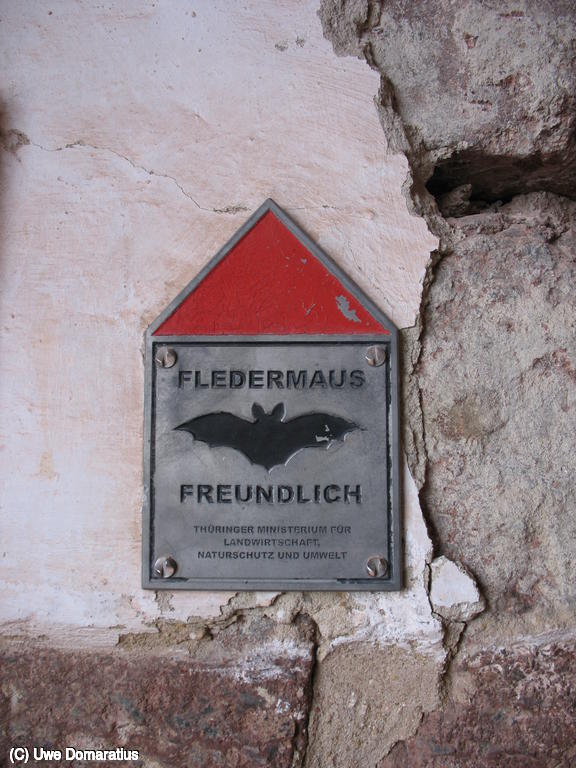 FLEDERMAUS
FREUNDLICH
THÜRINGER MINISTERIUM FÜR
LANDWIRTSCHAFT,
NATURSCHUTZ UND UMWELT
(C) Uwe Domaratius